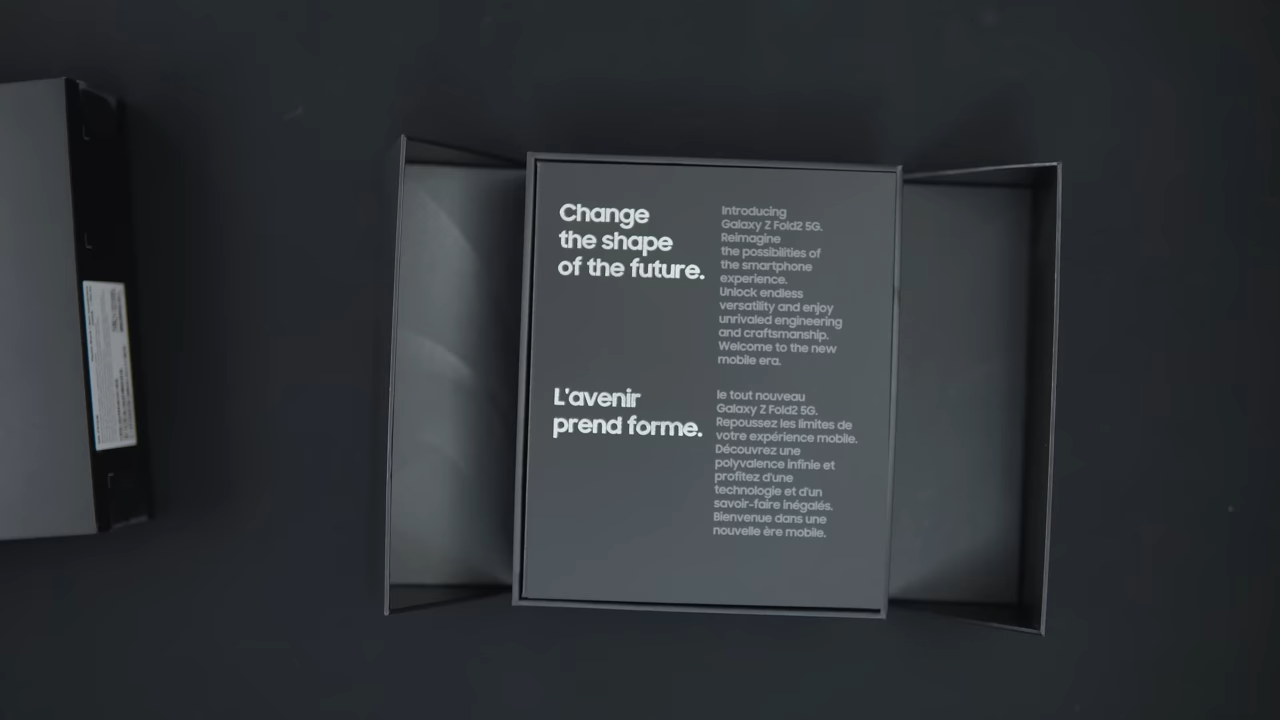 Change
the shape
of the future.
Introducing
Galaxy Z Fold2 5G.
Reimagine
the possibilities of
the smartphone
experience.
Unlock endless
versatility and enjoy
unrivaled engineering
and craftsmanship.
Welcome to the new
mobile era.
L'avenir
prend forme.
le tout nouveau
Galaxy Z Fold2 5G.
Repoussez les limites de
votre expérience mobile.
Découvrez une
polyvalence infinie et
profitez d'une
technologie et d'un
savoir-faire inégalés.
Bienvenue dans une
nouvelle ère mobile.